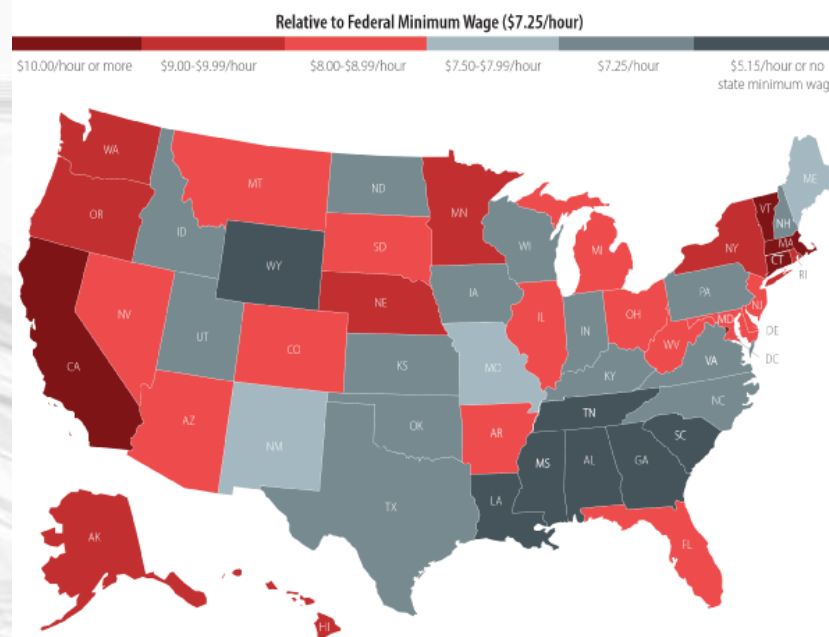 Relative to Federal Minimum Wage ($7.25/hour)
$10.00/hour or more
$9.00-$9.99/hour
$8.00-$8.99/hour
$7.50-$7.99/hour
$7.25/hour
$5.15/hour or no
state minimum wag
WA
MT
ND
MN
ME
VT
NH
OR
ID
SD
WI
MI
NY
MA
CT
RI
WY
NE
IA
PA
NJ
NV
UT
CO
IL
IN
OH
MD
DE
DC
CA
KS
MO
KY
WV
VA
AZ
NM
OK
AR
TN
NC
SC
TX
LA
MS
AL
GA
AK
FL
HI